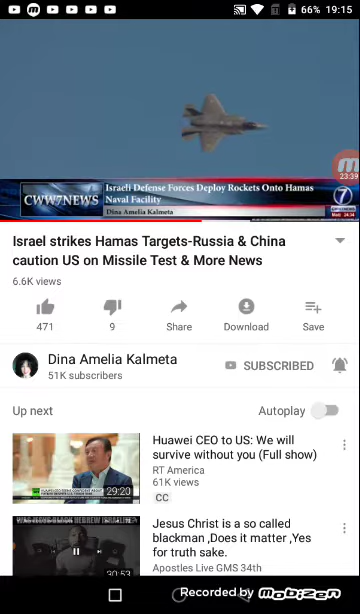 66% 19:15
M
23:39
CWW7NEWS
Israeli Defense Forces Deploy Rockets Onto Hamas
Naval Facility
Dina Amelia Kalmeta
7
Israel strikes Hamas Targets-Russia & China
caution US on Missile Test & More News
6.6K views
471
9
Share
Download
Save
Dina Amelia Kalmeta
51K subscribers
SUBSCRIBED
Up next
Autoplay
Huawei CEO to US: We will
survive without you (Full show)
RT America
61K views
CC
29:20
Jesus Christ is a so called
blackman ,Does it matter ,Yes
for truth sake.
Apostles Live GMS 34th
30:53
Recorded by Mobizen